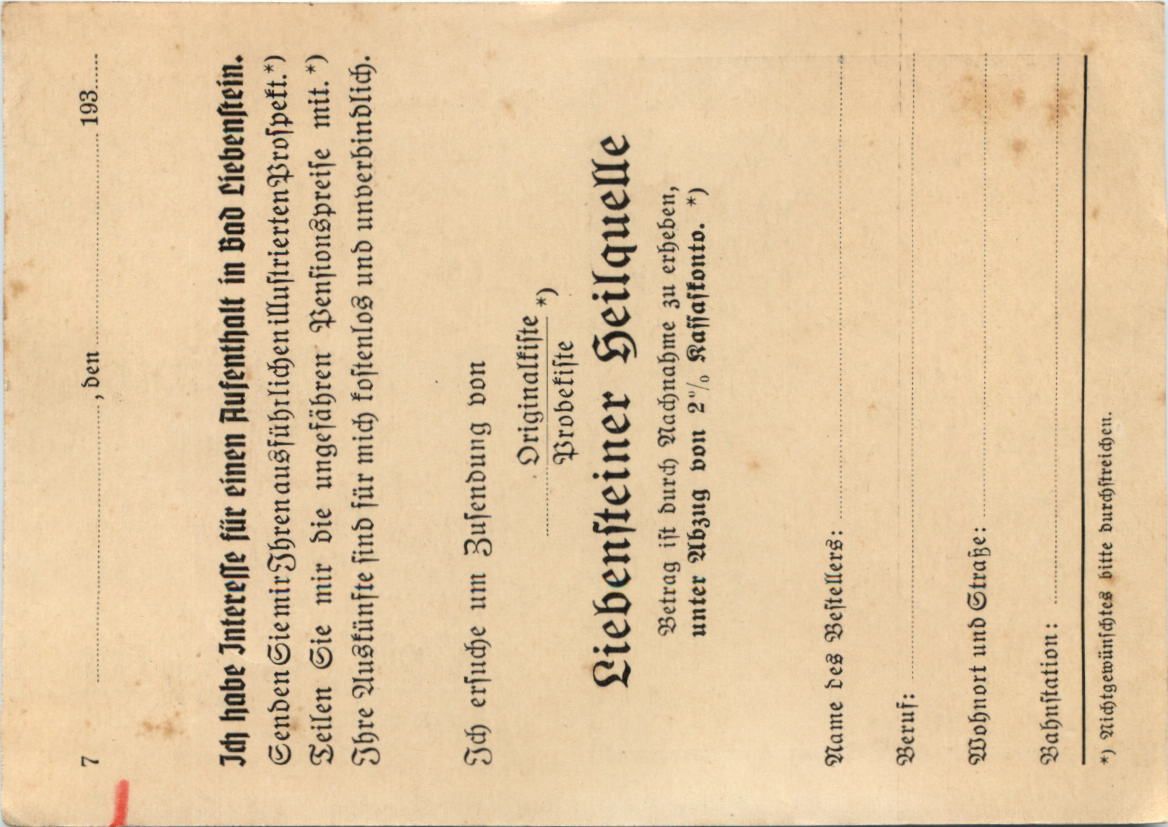 7 ........................, den ........................ 193......
Ich habe Interesse für einen Aufenthalt in Bad Liebenstein.
Senden Sie mir Ihren ausführlichen illustrierten Prospekt.*)
Teilen Sie mir die ungefähren Pensionspreise mit.*)
Ihre Auskünfte sind für mich kostenlos und unverbindlich.
Ich ersuche um Zusendung von
............ Originalkiste *)
Probekiste
Liebensteiner Heilquelle
Betrag ist durch Nachnahme zu erheben,
unter Abzug von 2% Kassaskonto. *)
Name des Bestellers: ........................
Beruf: ........................
Wohnort und Straße: ........................
Bahnstation: ........................
*) Nichtgewünschtes bitte durchstreichen.